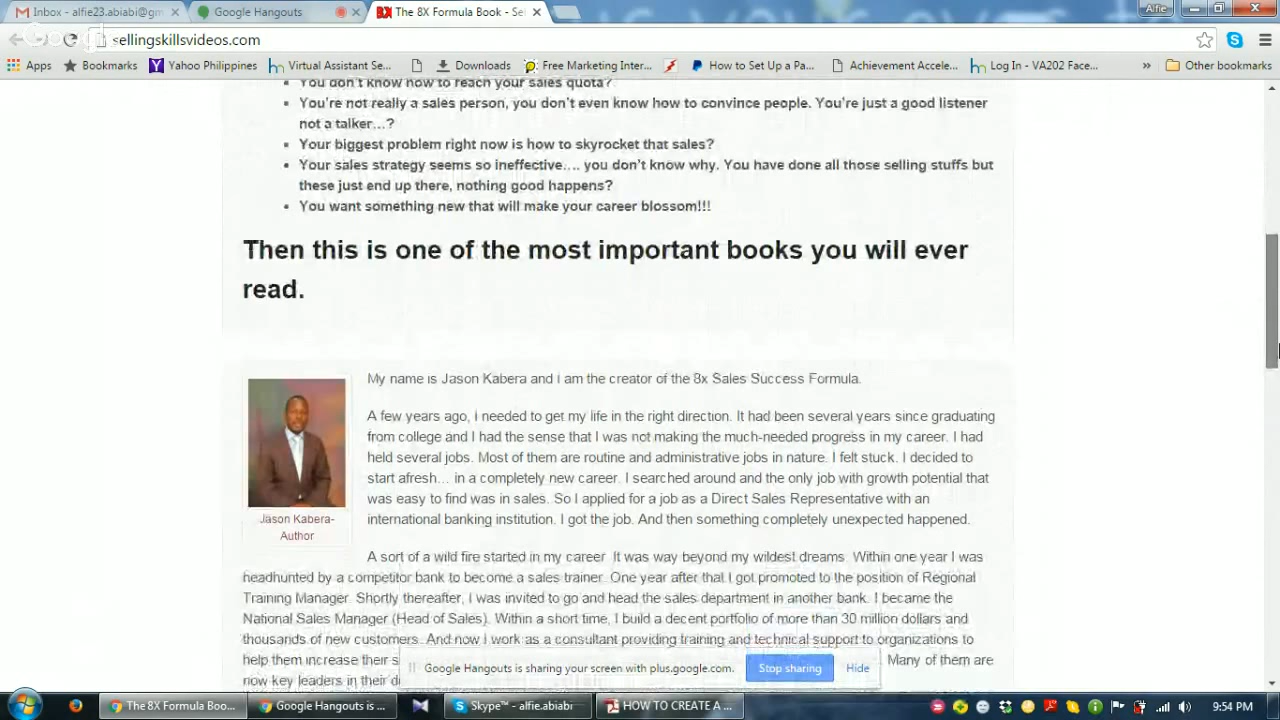 Inbox - alfie23.abiabi@gm
Google Hangouts
The 8X Formula Book - Sel
Alfie
sellingskillsvideos.com
Apps
Bookmarks
Yahoo Philippines
Virtual Assistant Se...
Downloads
Free Marketing Inter...
How to Set Up a Pa...
Achievement Accele...
Log In - VA202 Face...
»
Other bookmarks
You don't know how to reach your sales quota?
You're not really a sales person, you don't even know how to convince people. You're just a good listener
not a talker...?
Your biggest problem right now is how to skyrocket that sales?
Your sales strategy seems so ineffective.... you don't know why. You have done all those selling stuffs but
these just end up there, nothing good happens?
You want something new that will make your career blossom!!!
Then this is one of the most important books you will ever
read.
My name is Jason Kabera and i am the creator of the 8x Sales Success Formula.
A few years ago, i needed to get my life in the right direction. It had been several years since graduating
from college and I had the sense that I was not making the much-needed progress in my career. I had
held several jobs. Most of them are routine and administrative jobs in nature. I felt stuck. I decided to
start afresh... in a completely new career. I searched around and the only job with growth potential that
was easy to find was in sales. So I applied for a job as a Direct Sales Representative with an
international banking institution. I got the job. And then something completely unexpected happened.
Jason Kabera-
Author
A sort of a wild fire started in my career. It was way beyond my wildest dreams. Within one year I was
headhunted by a competitor bank to become a sales trainer. One year after that I got promoted to the position of Regional
Training Manager. Shortly thereafter, I was invited to go and head the sales department in another bank. I became the
National Sales Manager (Head of Sales). Within a short time, I build a decent portfolio of more than 30 million dollars and
thousands of new customers. And now i work as a consultant providing training and technical support to organizations to
help them increase their s
Many of them are
now key leaders in their d
Google Hangouts is sharing your screen with plus.google.com.
Stop sharing
Hide
The 8X Formula Boo...
Google Hangouts is ...
Skype™ - alfie.abiabi
HOW TO CREATE A ...
9:54 PM